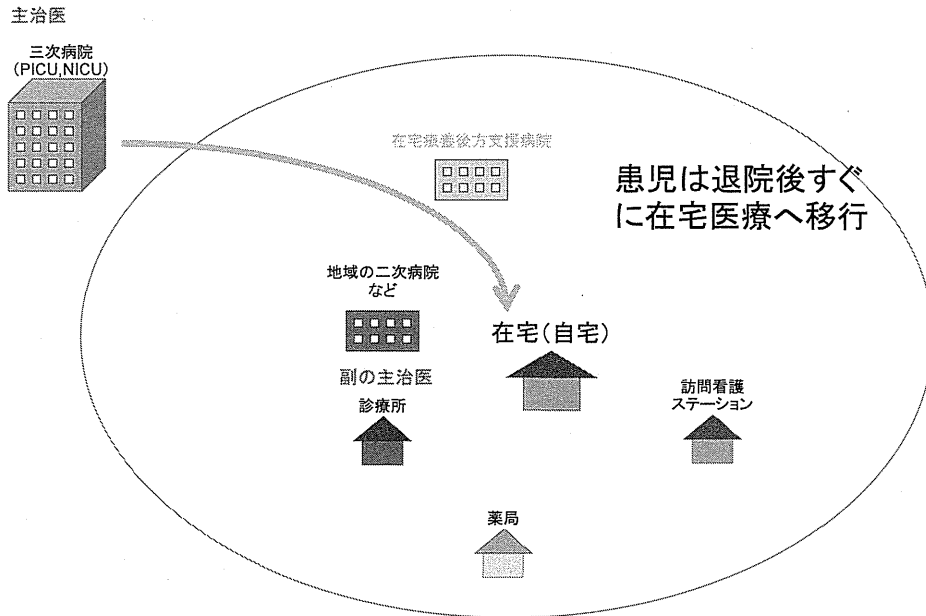 主治医
三次病院
(PICU,NICU)
在宅療養後方支援病院
患児は退院後すぐ
に在宅医療へ移行
地域の二次病院
など
在宅(自宅)
副の主治医
診療所
訪問看護
ステーション
薬局